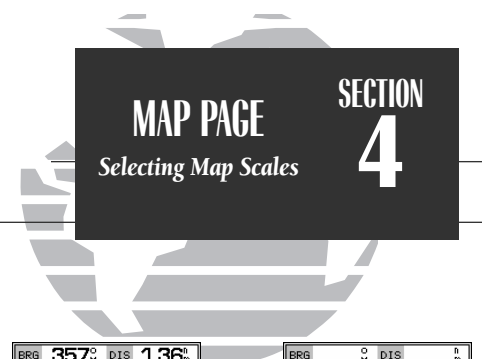 MAP PAGE
Selecting Map Scales
SECTION
4
BRG 357° DIS 1.36
BRG DIS